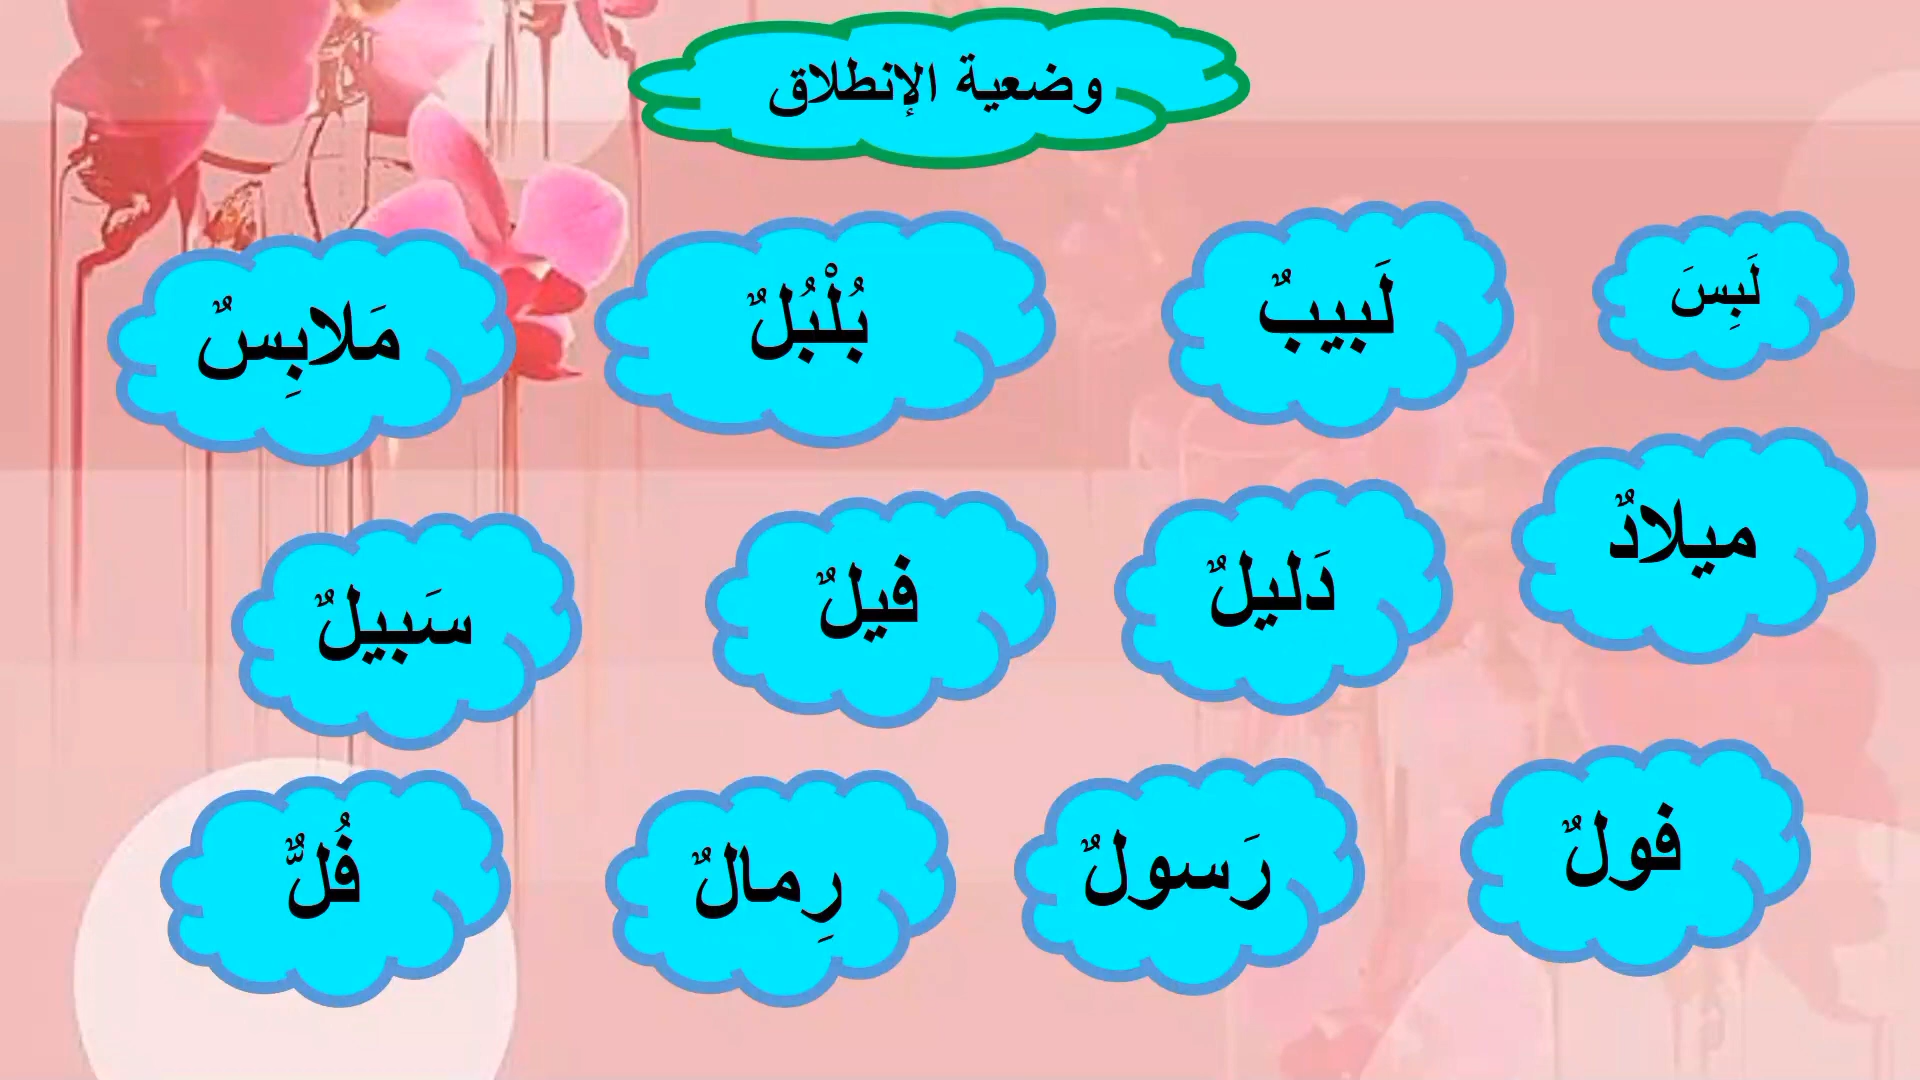 وضعية الإنطلاق
لَبِسَ
لَبيبٌ
بُلْبُلٌ
مَلابِسٌ
ميلادٌ
دَليلٌ
فيلٌ
سَبيلٌ
فولٌ
رَسولٌ
رِمالٌ
فُلٌّ